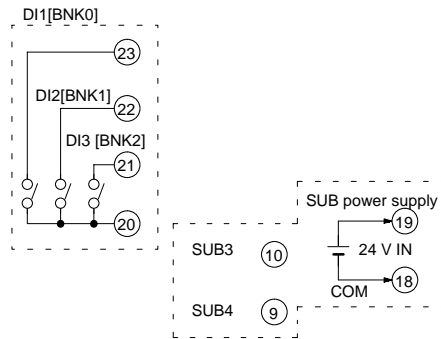 DI1[BNK0]
23
DI2[BNK1]
22
DI3 [BNK2]
21
20
SUB power supply
19
SUB3
10
24 V IN
18
COM
SUB4
9